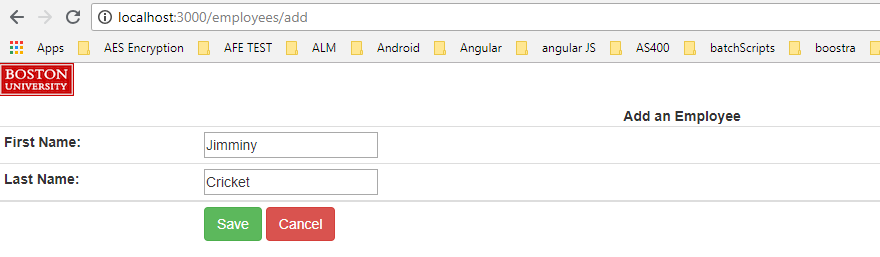 localhost:3000/employees/add
Apps AES Encryption AFE TEST ALM Android Angular angular JS AS400 batchScripts boostra
BOSTON
UNIVERSITY
Add an Employee
First Name: Jimminy
Last Name: Cricket
Save Cancel